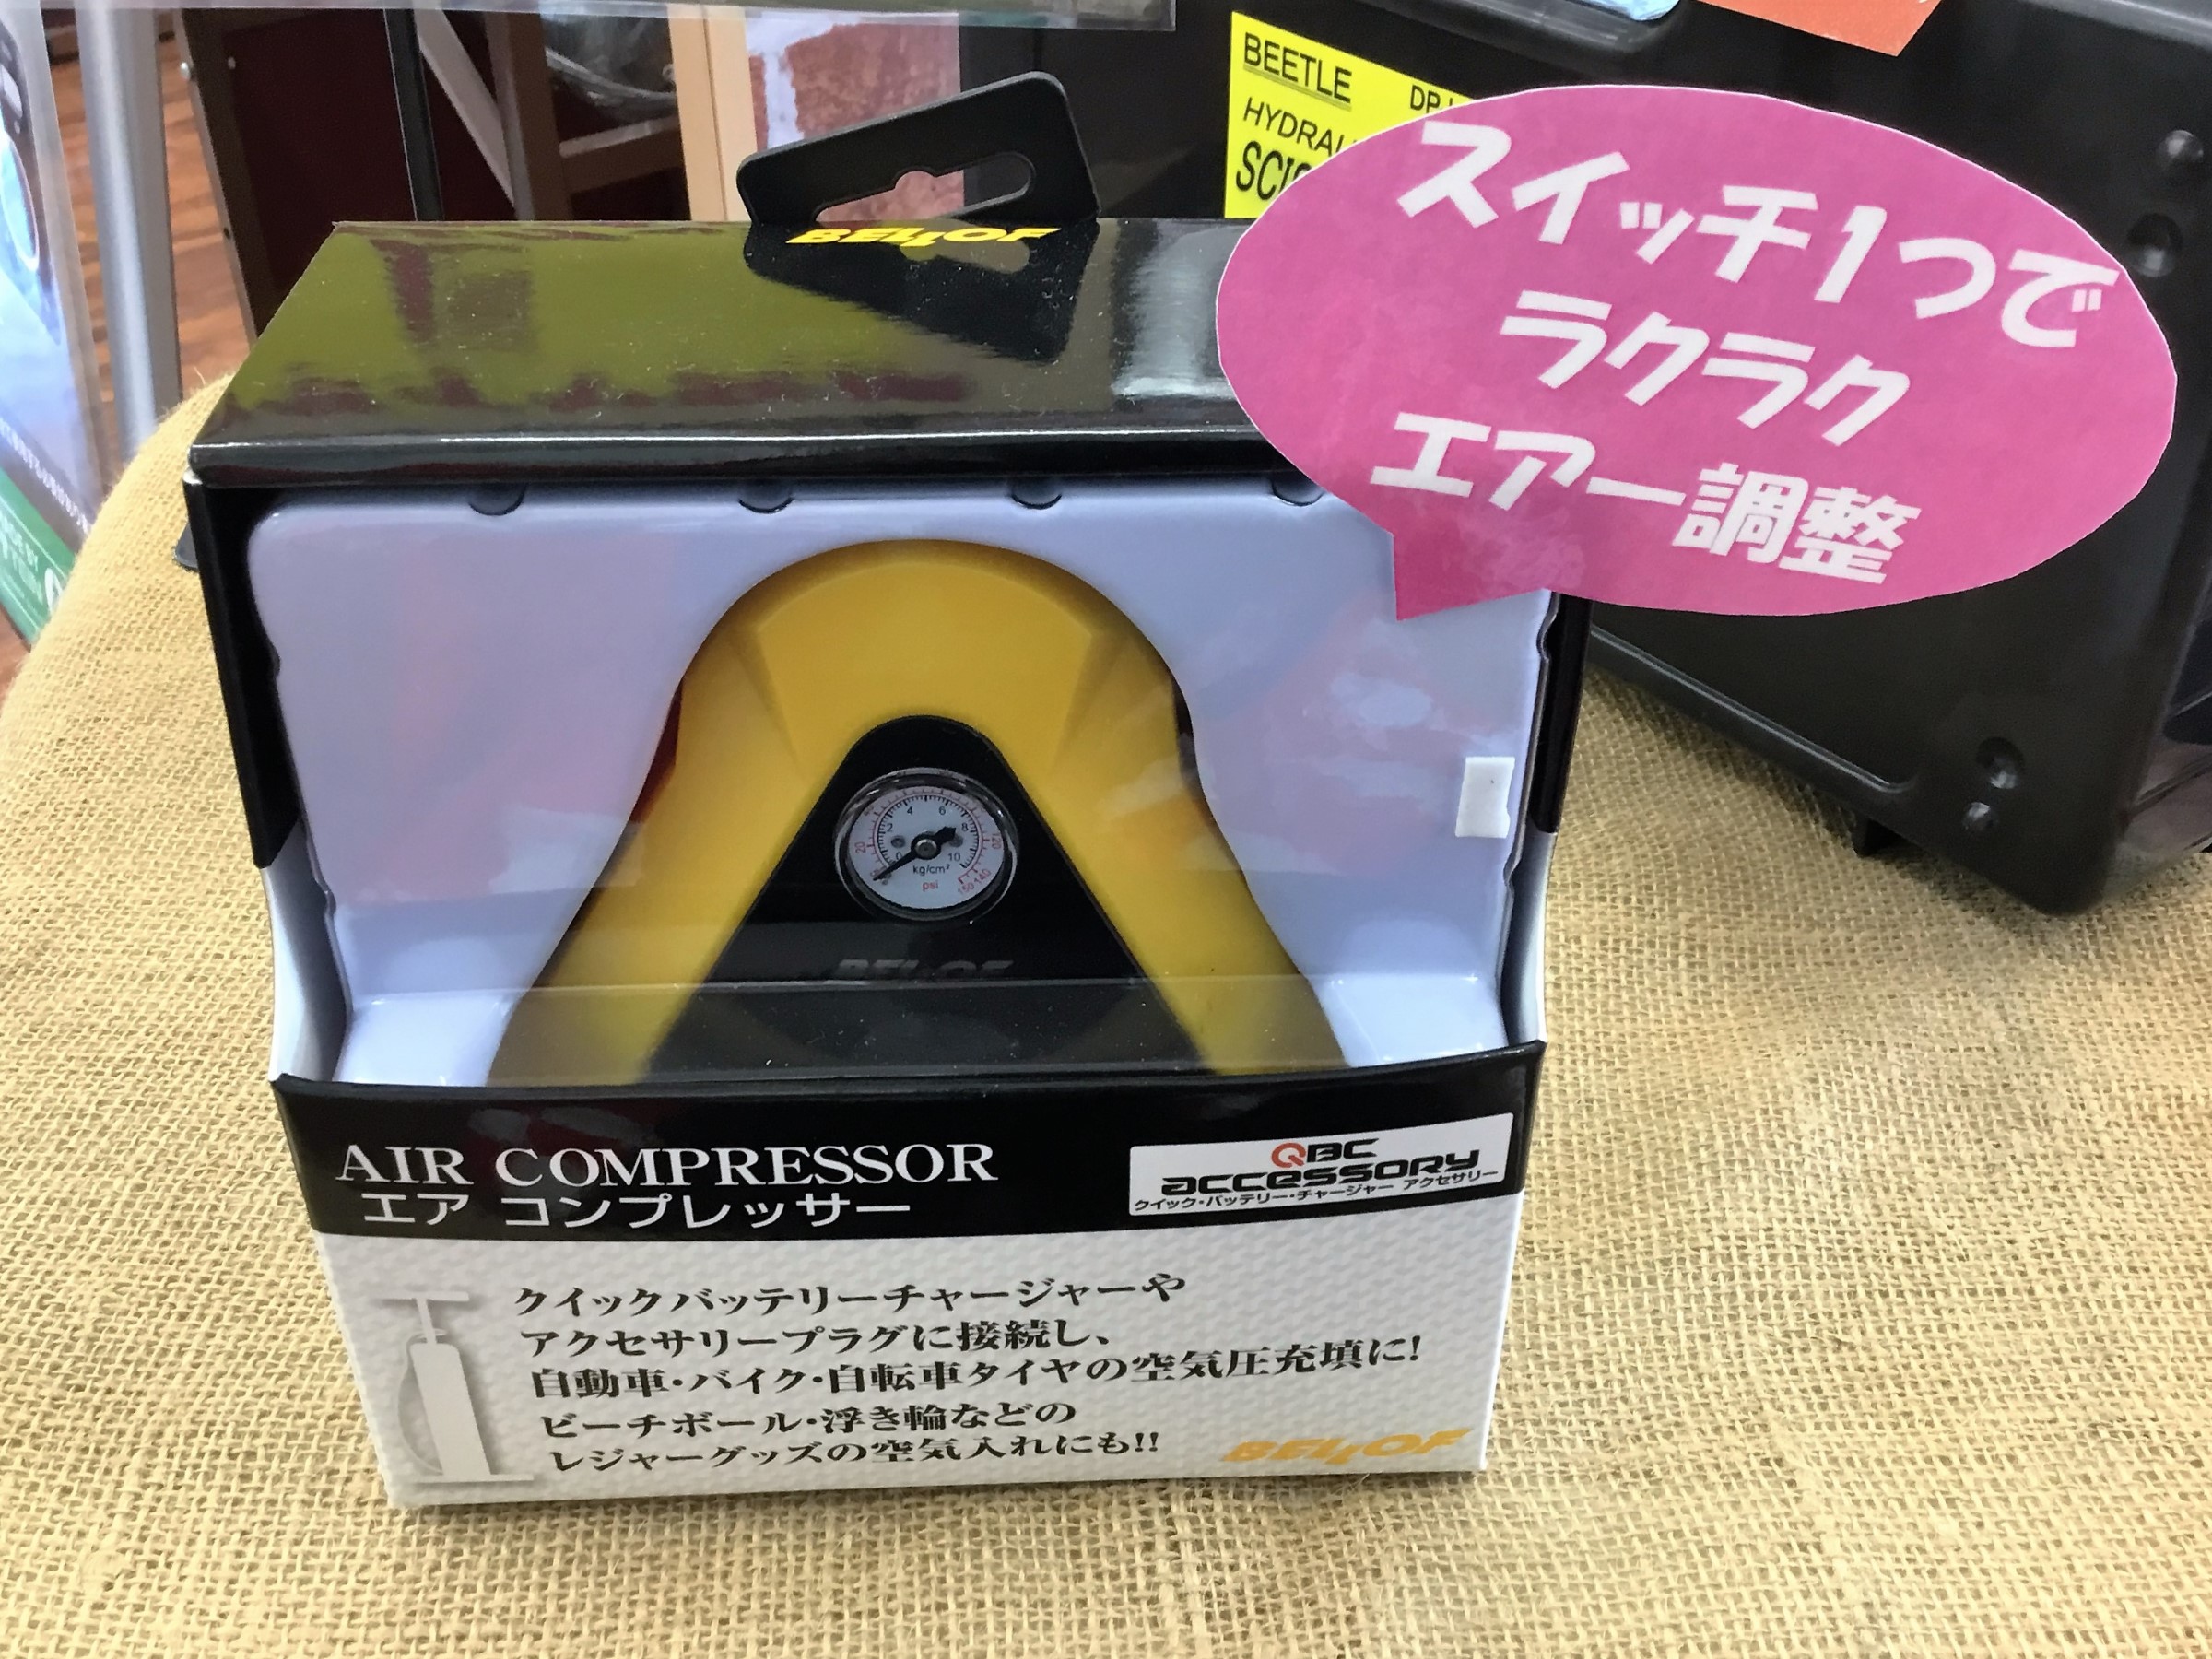 BEETLE
スイッチ1つで
ラクラク
エアー調整
BELLOF
2 4 6 8 10
kg/cm²
psi
BELLOF
AIR COMPRESSOR
エア コンプレッサー
QBC
accessory
クイック・バッテリー・チャージャー アクセサリー
クイックバッテリーチャージャーや
アクセサリープラグに接続し、
自動車・バイク・自転車タイヤの空気圧充填に!
ビーチボール・浮き輪などの
レジャーグッズの空気入れにも!!
BELLOF